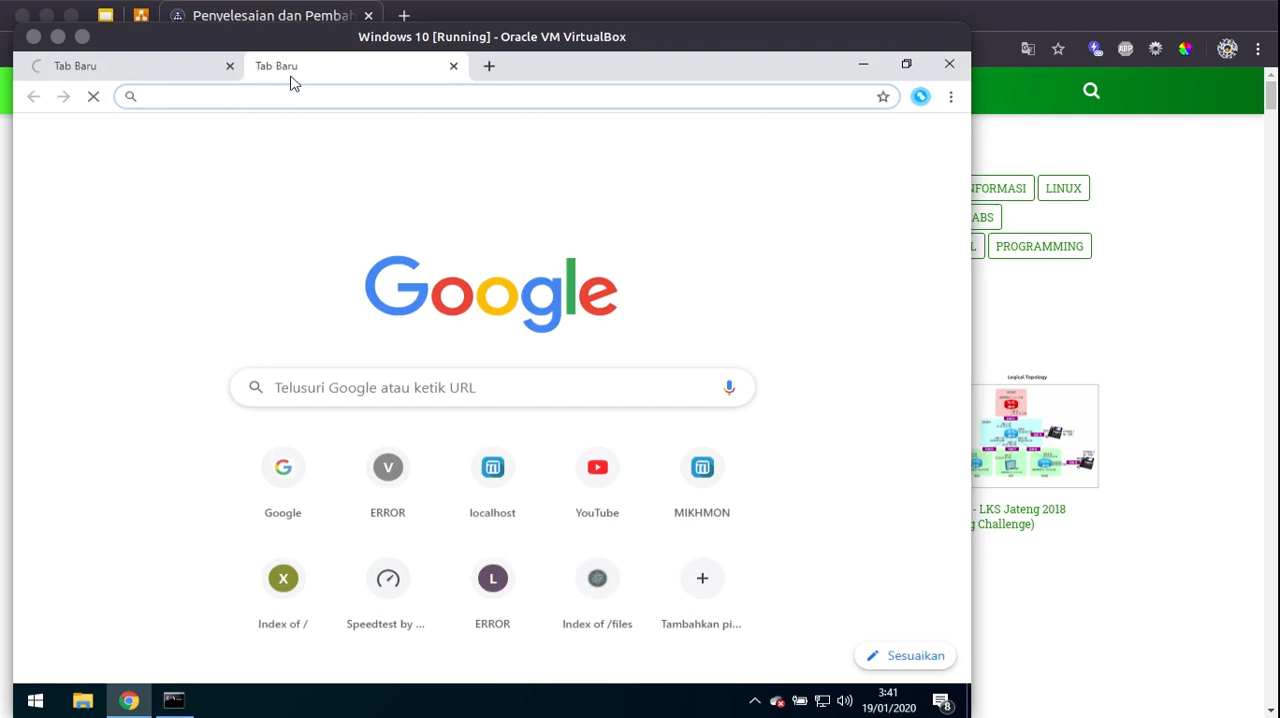 Penyelesaian dan Pembah
Windows 10 [Running] - Oracle VM VirtualBox
Tab Baru
Tab Baru
ABP
NFORMASI
LINUX
ABS
L
PROGRAMMING
Google
Telusuri Google atau ketik URL
V
Google
ERROR
localhost
YouTube
MIKHMON
X
L
Index of /
Speedtest by ...
ERROR
Index of /files
Tambahkan pi...
Sesuaikan
Logical Topology
- LKS Jateng 2018
g Challenge)
3:41
19/01/2020
8